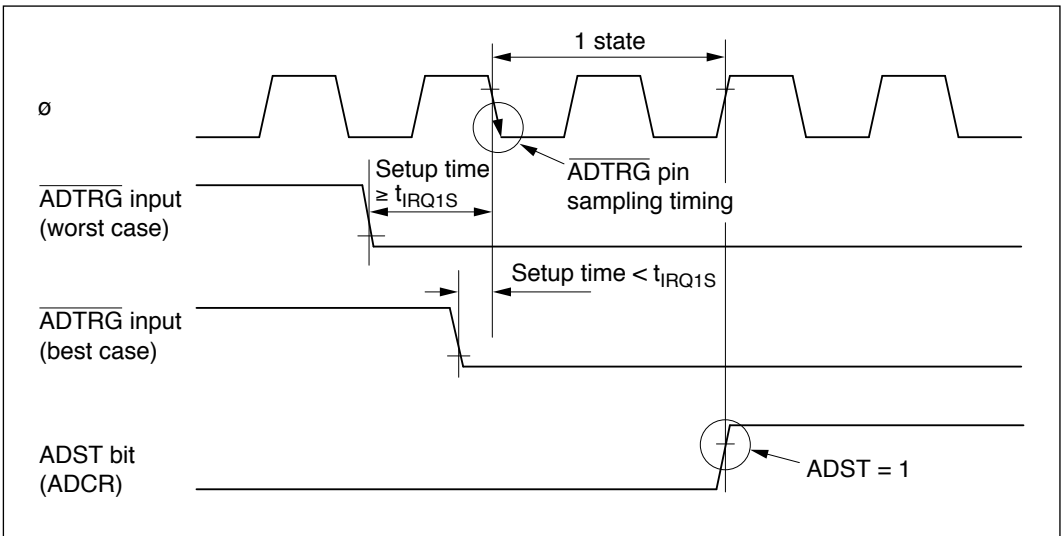 1 state
ø
Setup time
≥ tIRQ1S
ADTRG pin
sampling timing
ADTRG input
(worst case)
Setup time < tIRQ1S
ADTRG input
(best case)
ADST bit
(ADCR)
ADST = 1